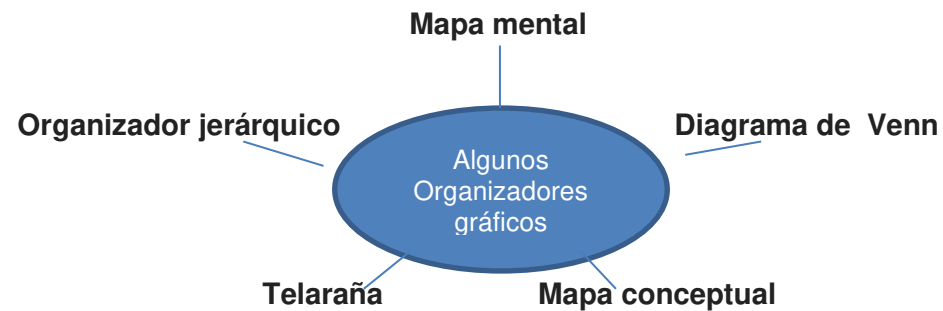 Mapa mental
Organizador jerárquico
Diagrama de Venn
Algunos
Organizadores
gráficos
Telaraña
Mapa conceptual